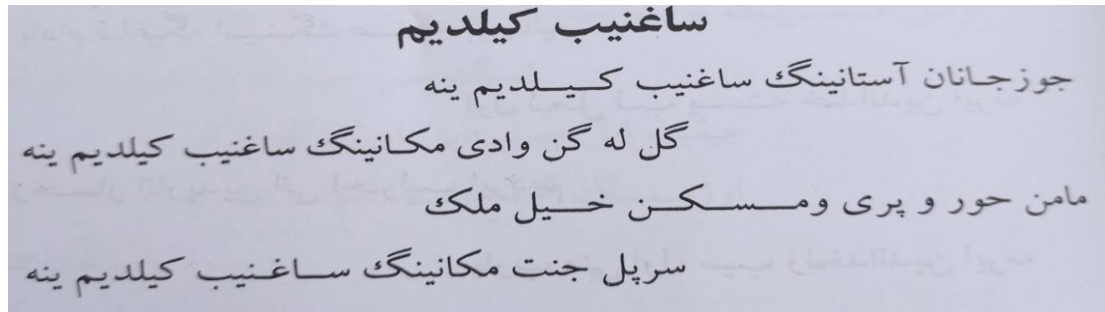 ساغنیب کیلدیم
جوزجانان آستانینگ ساغنیب کیلدیم ینه
گل له گن وادی مکانینگ ساغنیب کیلدیم ینه
مامن حور و پری ومسکن خیل ملک
سرپل جنت مکانینگ ساغنیب کیلدیم ینه